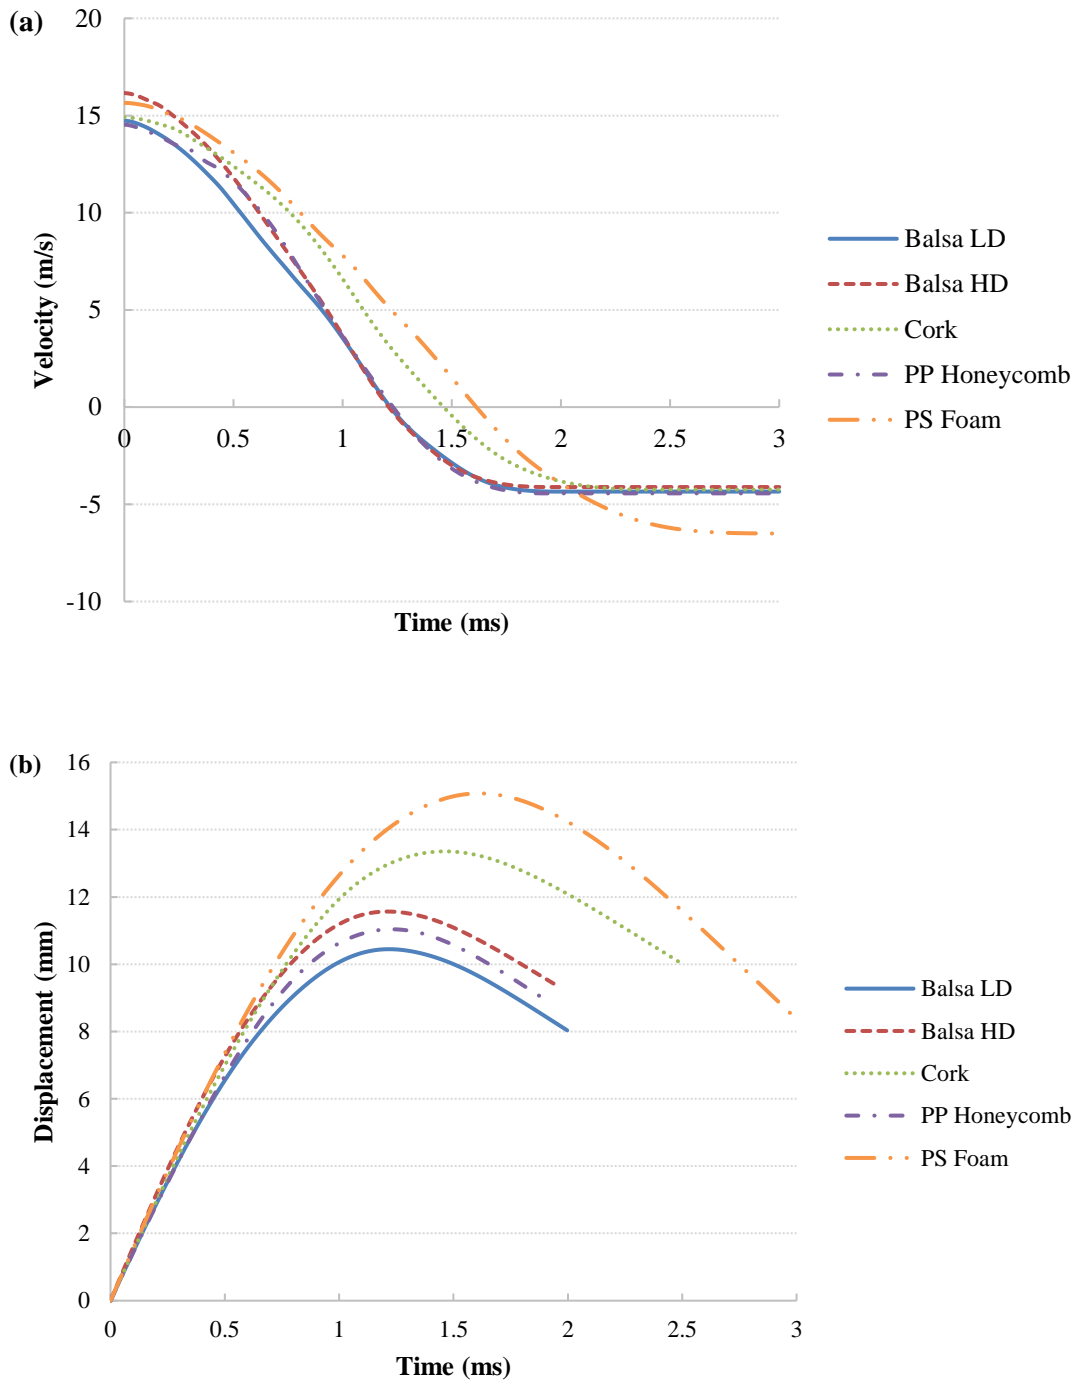 (a)
20
15
10
5
0
-5
-10
Velocity (m/s)
0 0.5 1 1.5 2 2.5 3
Time (ms)
Balsa LD
Balsa HD
Cork
PP Honeycomb
PS Foam
(b)
16
14
12
10
8
6
4
2
0
Displacement (mm)
0 0.5 1 1.5 2 2.5 3
Time (ms)
Balsa LD
Balsa HD
Cork
PP Honeycomb
PS Foam